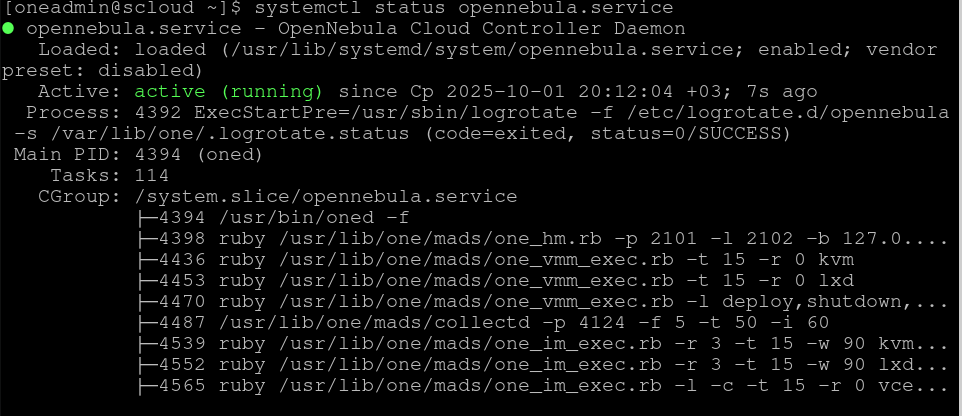 [oneadmin@scloud ~]$ systemctl status opennebula.service
● opennebula.service - OpenNebula Cloud Controller Daemon
Loaded: loaded (/usr/lib/systemd/system/opennebula.service; enabled; vendor
preset: disabled)
Active: active (running) since Ср 2025-10-01 20:12:04 +03; 7s ago
Process: 4392 ExecStartPre=/usr/sbin/logrotate -f /etc/logrotate.d/opennebula
-s /var/lib/one/.logrotate.status (code=exited, status=0/SUCCESS)
Main PID: 4394 (oned)
Tasks: 114
CGroup: /system.slice/opennebula.service
├─4394 /usr/bin/oned -f
├─4398 ruby /usr/lib/one/mads/one_hm.rb -p 2101 -l 2102 -b 127.0....
├─4436 ruby /usr/lib/one/mads/one_vmm_exec.rb -t 15 -r 0 kvm
├─4453 ruby /usr/lib/one/mads/one_vmm_exec.rb -t 15 -r 0 lxd
├─4470 ruby /usr/lib/one/mads/one_vmm_exec.rb -l deploy,shutdown,...
├─4487 /usr/lib/one/mads/collectd -p 4124 -f 5 -t 50 -i 60
├─4539 ruby /usr/lib/one/mads/one_im_exec.rb -r 3 -t 15 -w 90 kvm...
├─4552 ruby /usr/lib/one/mads/one_im_exec.rb -r 3 -t 15 -w 90 lxd...
├─4565 ruby /usr/lib/one/mads/one_im_exec.rb -l -c -t 15 -r 0 vce...